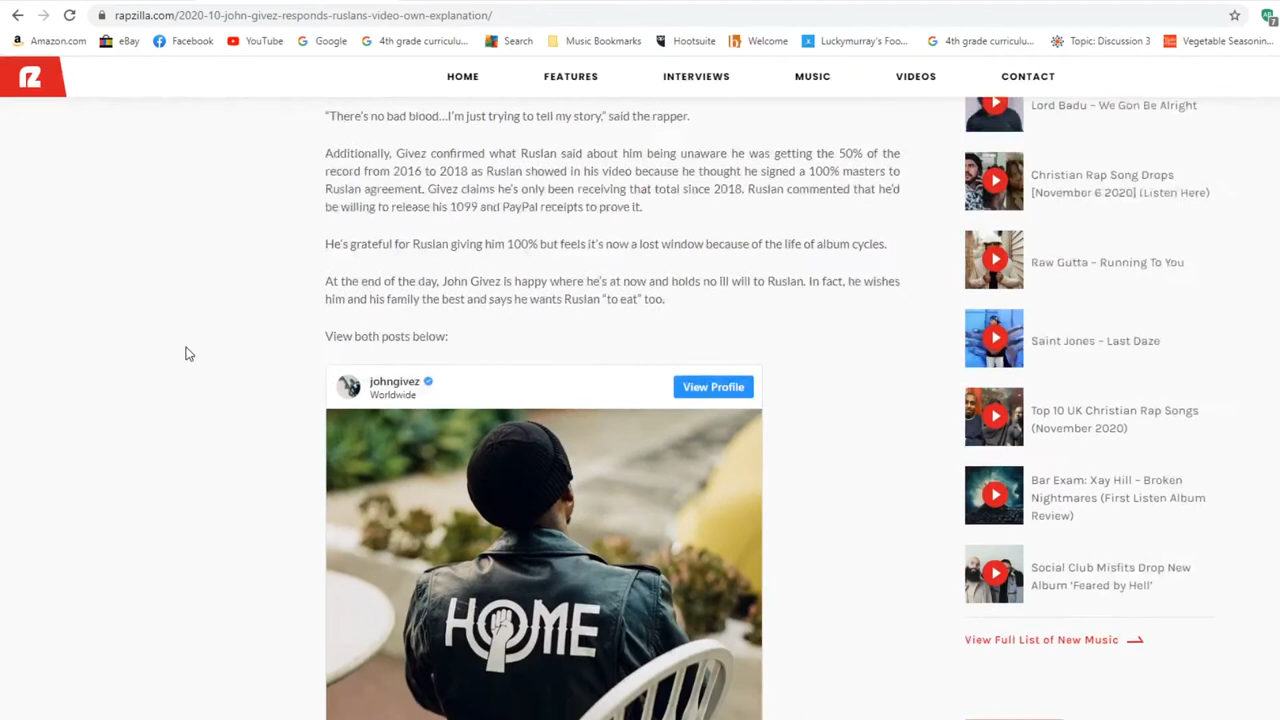 rapzilla.com/2020-10-john-givez-responds-ruslans-video-own-explanation/
7
Amazon.com
eBay
Facebook
YouTube
Google
4th grade curriculu...
Search
Music Bookmarks
Hootsuite
Welcome
Luckymurray's Foo...
4th grade curriculu...
Topic: Discussion 3
Vegetable Seasonin...
HOME
FEATURES
INTERVIEWS
MUSIC
VIDEOS
CONTACT
“There’s no bad blood…I’m just trying to tell my story,” said the rapper.
Additionally, Givez confirmed what Ruslan said about him being unaware he was getting the 50% of the
record from 2016 to 2018 as Ruslan showed in his video because he thought he signed a 100% masters to
Ruslan agreement. Givez claims he’s only been receiving that total since 2018. Ruslan commented that he’d
be willing to release his 1099 and PayPal receipts to prove it.
He’s grateful for Ruslan giving him 100% but feels it’s now a lost window because of the life of album cycles.
At the end of the day, John Givez is happy where he’s at now and holds no ill will to Ruslan. In fact, he wishes
him and his family the best and says he wants Ruslan “to eat” too.
View both posts below:
johngivez
Worldwide
View Profile
HOME
Lord Badu – We Gon Be Alright
Christian Rap Song Drops
[November 6 2020] (Listen Here)
Raw Gutta – Running To You
Saint Jones – Last Daze
Top 10 UK Christian Rap Songs
(November 2020)
Bar Exam: Xay Hill – Broken
Nightmares (First Listen Album
Review)
Social Club Misfits Drop New
Album ‘Feared by Hell’
View Full List of New Music